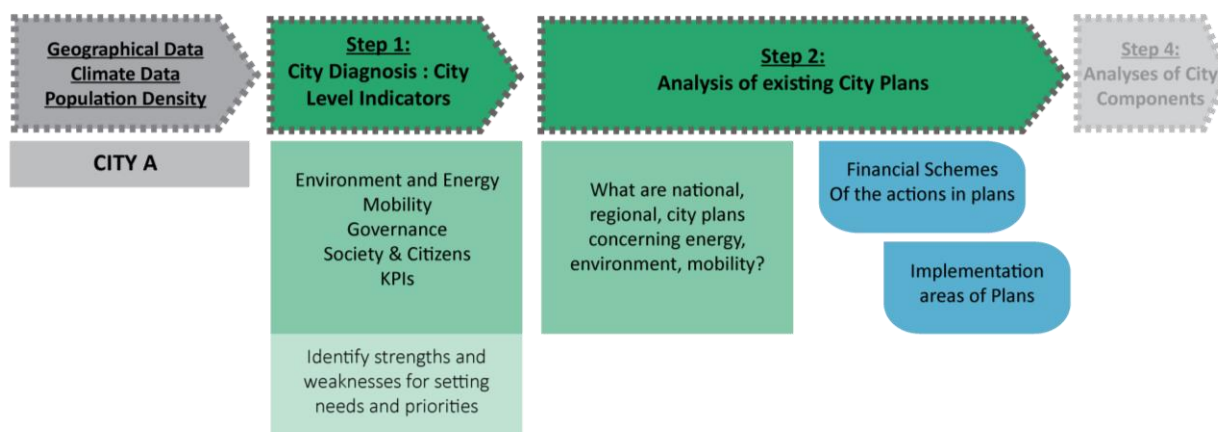 Geographical Data
Climate Data
Population Density
CITY A
Step 1:
City Diagnosis : City
Level Indicators
Environment and Energy
Mobility
Governance
Society & Citizens
KPIs
Identify strengths and
weaknesses for setting
needs and priorities
Step 2:
Analysis of existing City Plans
What are national,
regional, city plans
concerning energy,
environment, mobility?
Financial Schemes
Of the actions in plans
Implementation
areas of Plans
Step 4:
Analyses of City
Components